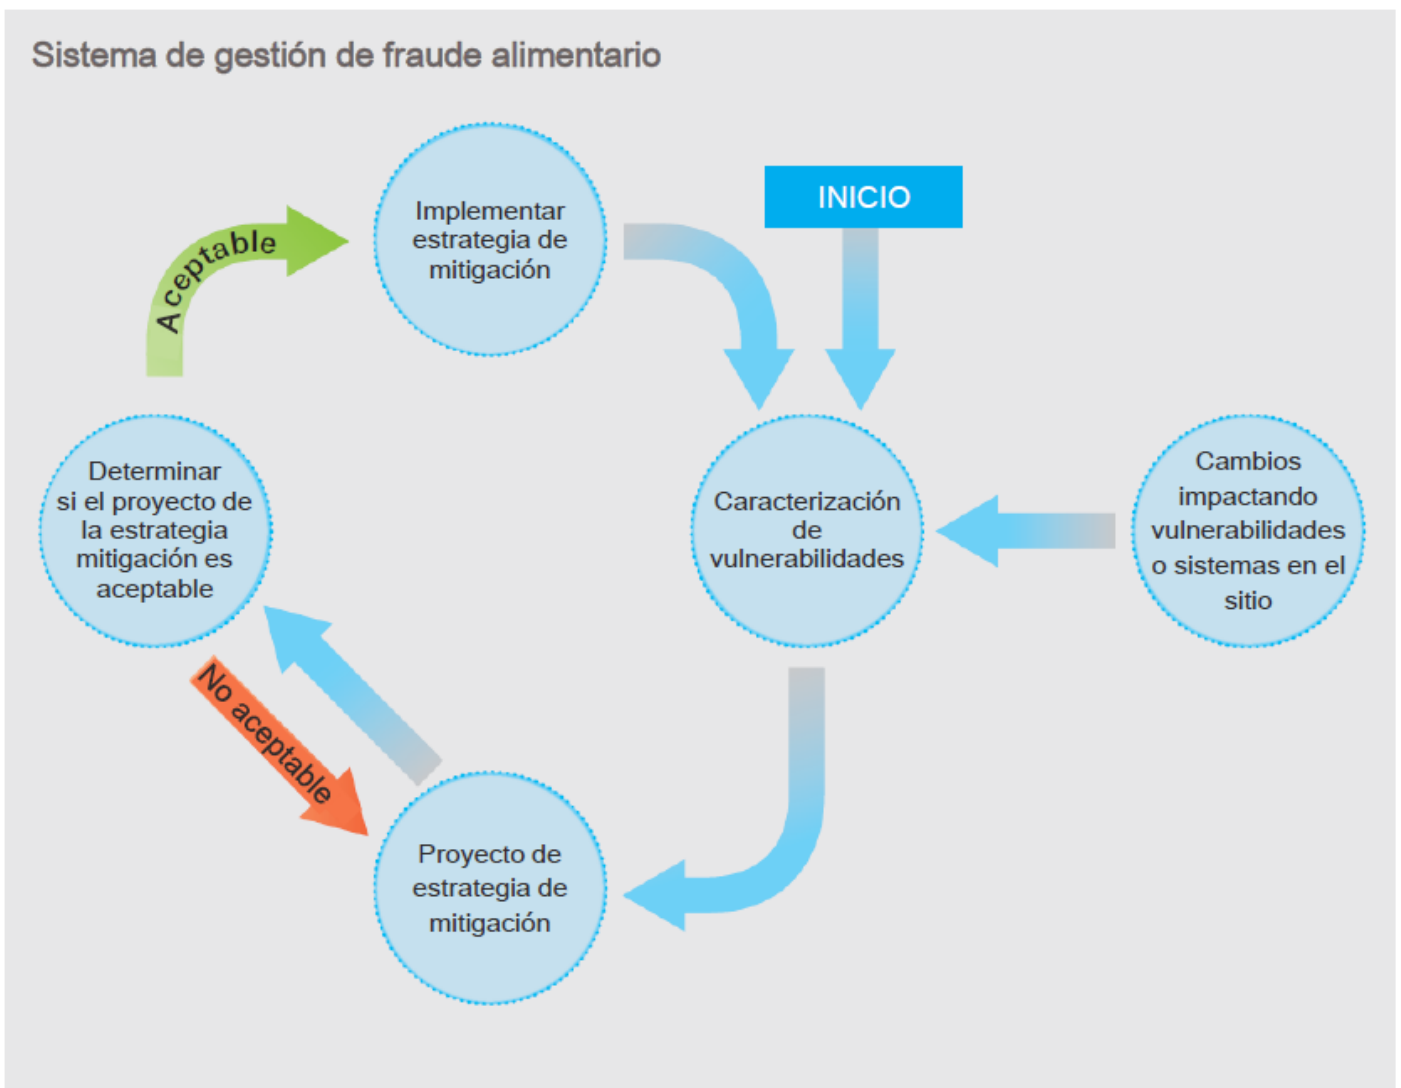 Sistema de gestión de fraude alimentario
INICIO
Implementar
estrategia de
mitigación
Aceptable
Determinar
si el proyecto de
la estrategia
mitigación es
aceptable
Caracterización
de
vulnerabilidades
Cambios
impactando
vulnerabilidades
o sistemas en el
sitio
No aceptable
Proyecto de
estrategia de
mitigación